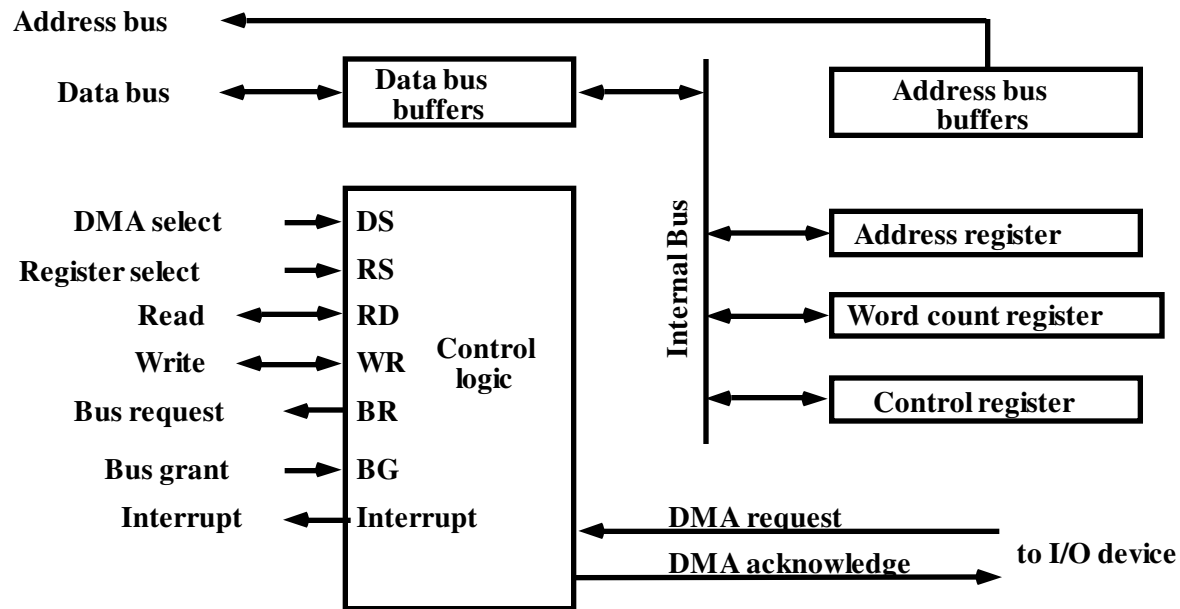 Address bus
Data bus
Data bus
buffers
Address bus
buffers
DMA select
DS
Register select
RS
Read
RD
Write
WR
Bus request
BR
Bus grant
BG
Interrupt
Interrupt
Control
logic
Internal Bus
Address register
Word count register
Control register
DMA request
DMA acknowledge
to I/O device